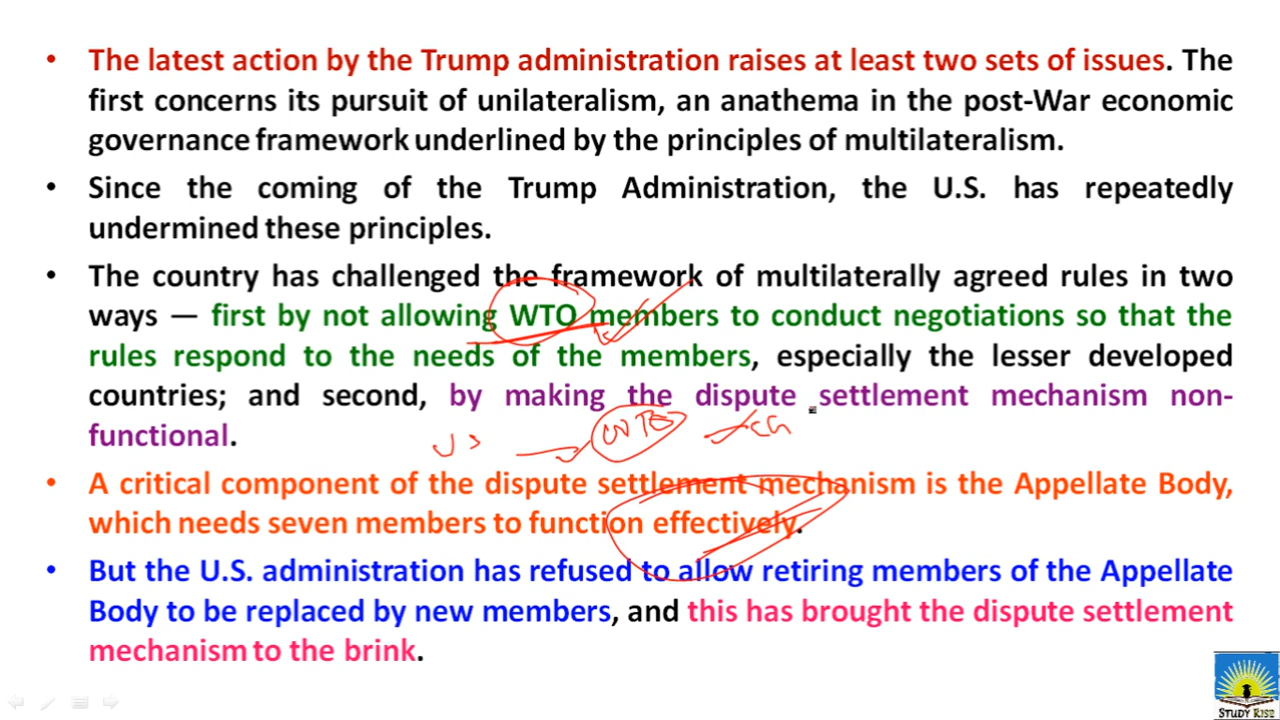 • The latest action by the Trump administration raises at least two sets of issues. The
first concerns its pursuit of unilateralism, an anathema in the post-War economic
governance framework underlined by the principles of multilateralism.
• Since the coming of the Trump Administration, the U.S. has repeatedly
undermined these principles.
• The country has challenged the framework of multilaterally agreed rules in two
ways — first by not allowing WTO members to conduct negotiations so that the
rules respond to the needs of the members, especially the lesser developed
countries; and second, by making the dispute settlement mechanism non-
functional.
• A critical component of the dispute settlement mechanism is the Appellate Body,
which needs seven members to function effectively.
• But the U.S. administration has refused to allow retiring members of the Appellate
Body to be replaced by new members, and this has brought the dispute settlement
mechanism to the brink.
STUDY RISE